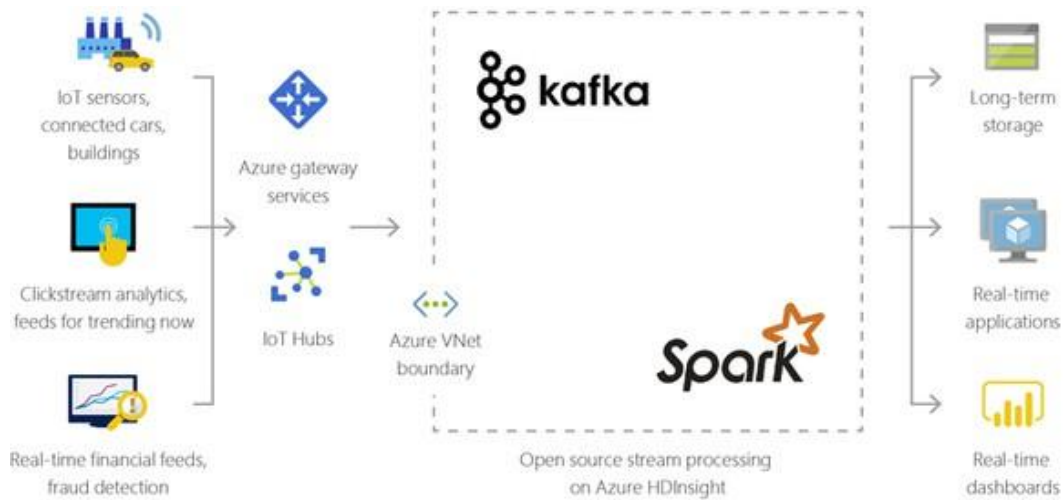 IoT sensors,
connected cars,
buildings
Clickstream analytics,
feeds for trending now
Real-time financial feeds,
fraud detection
Azure gateway
services
IoT Hubs
Azure VNet
boundary
kafka
Spark
Open source stream processing
on Azure HDInsight
Long-term
storage
Real-time
applications
Real-time
dashboards